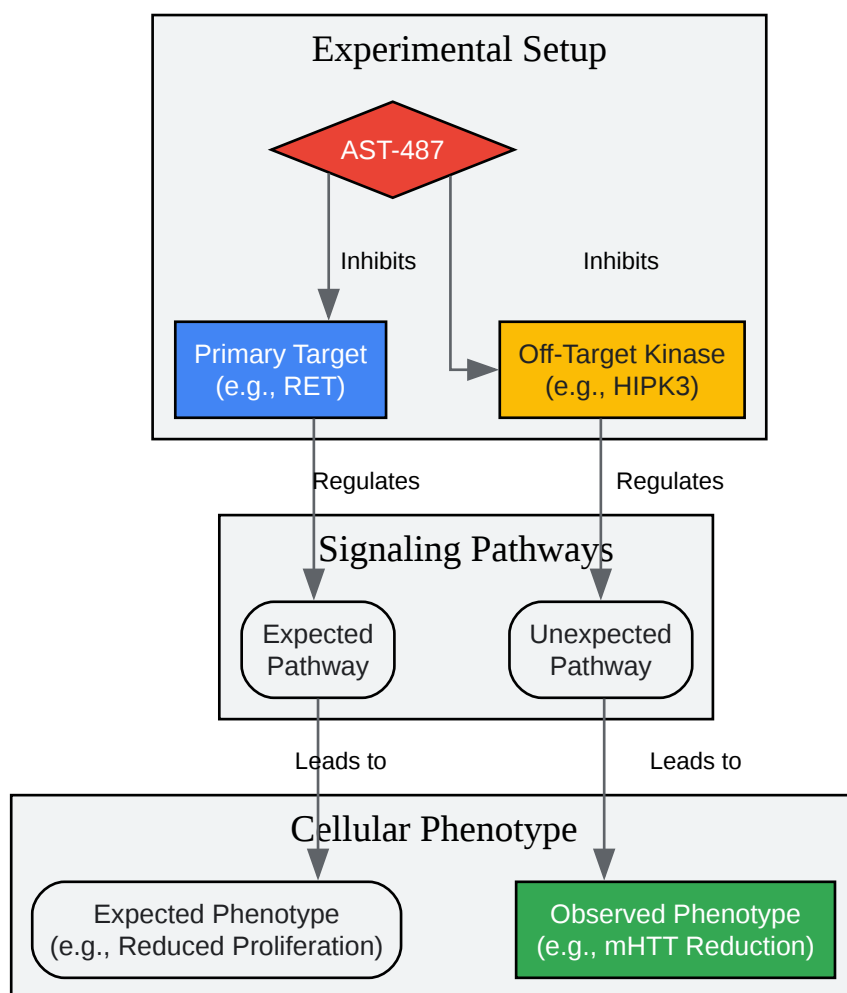 Experimental Setup
AST-487
Inhibits
Inhibits
Primary Target
(e.g., RET)
Off-Target Kinase
(e.g., HIPK3)
Regulates
Regulates
Signaling Pathways
Expected
Pathway
Unexpected
Pathway
Leads to
Leads to
Cellular Phenotype
Expected Phenotype
(e.g., Reduced Proliferation)
Observed Phenotype
(e.g., mHTT Reduction)